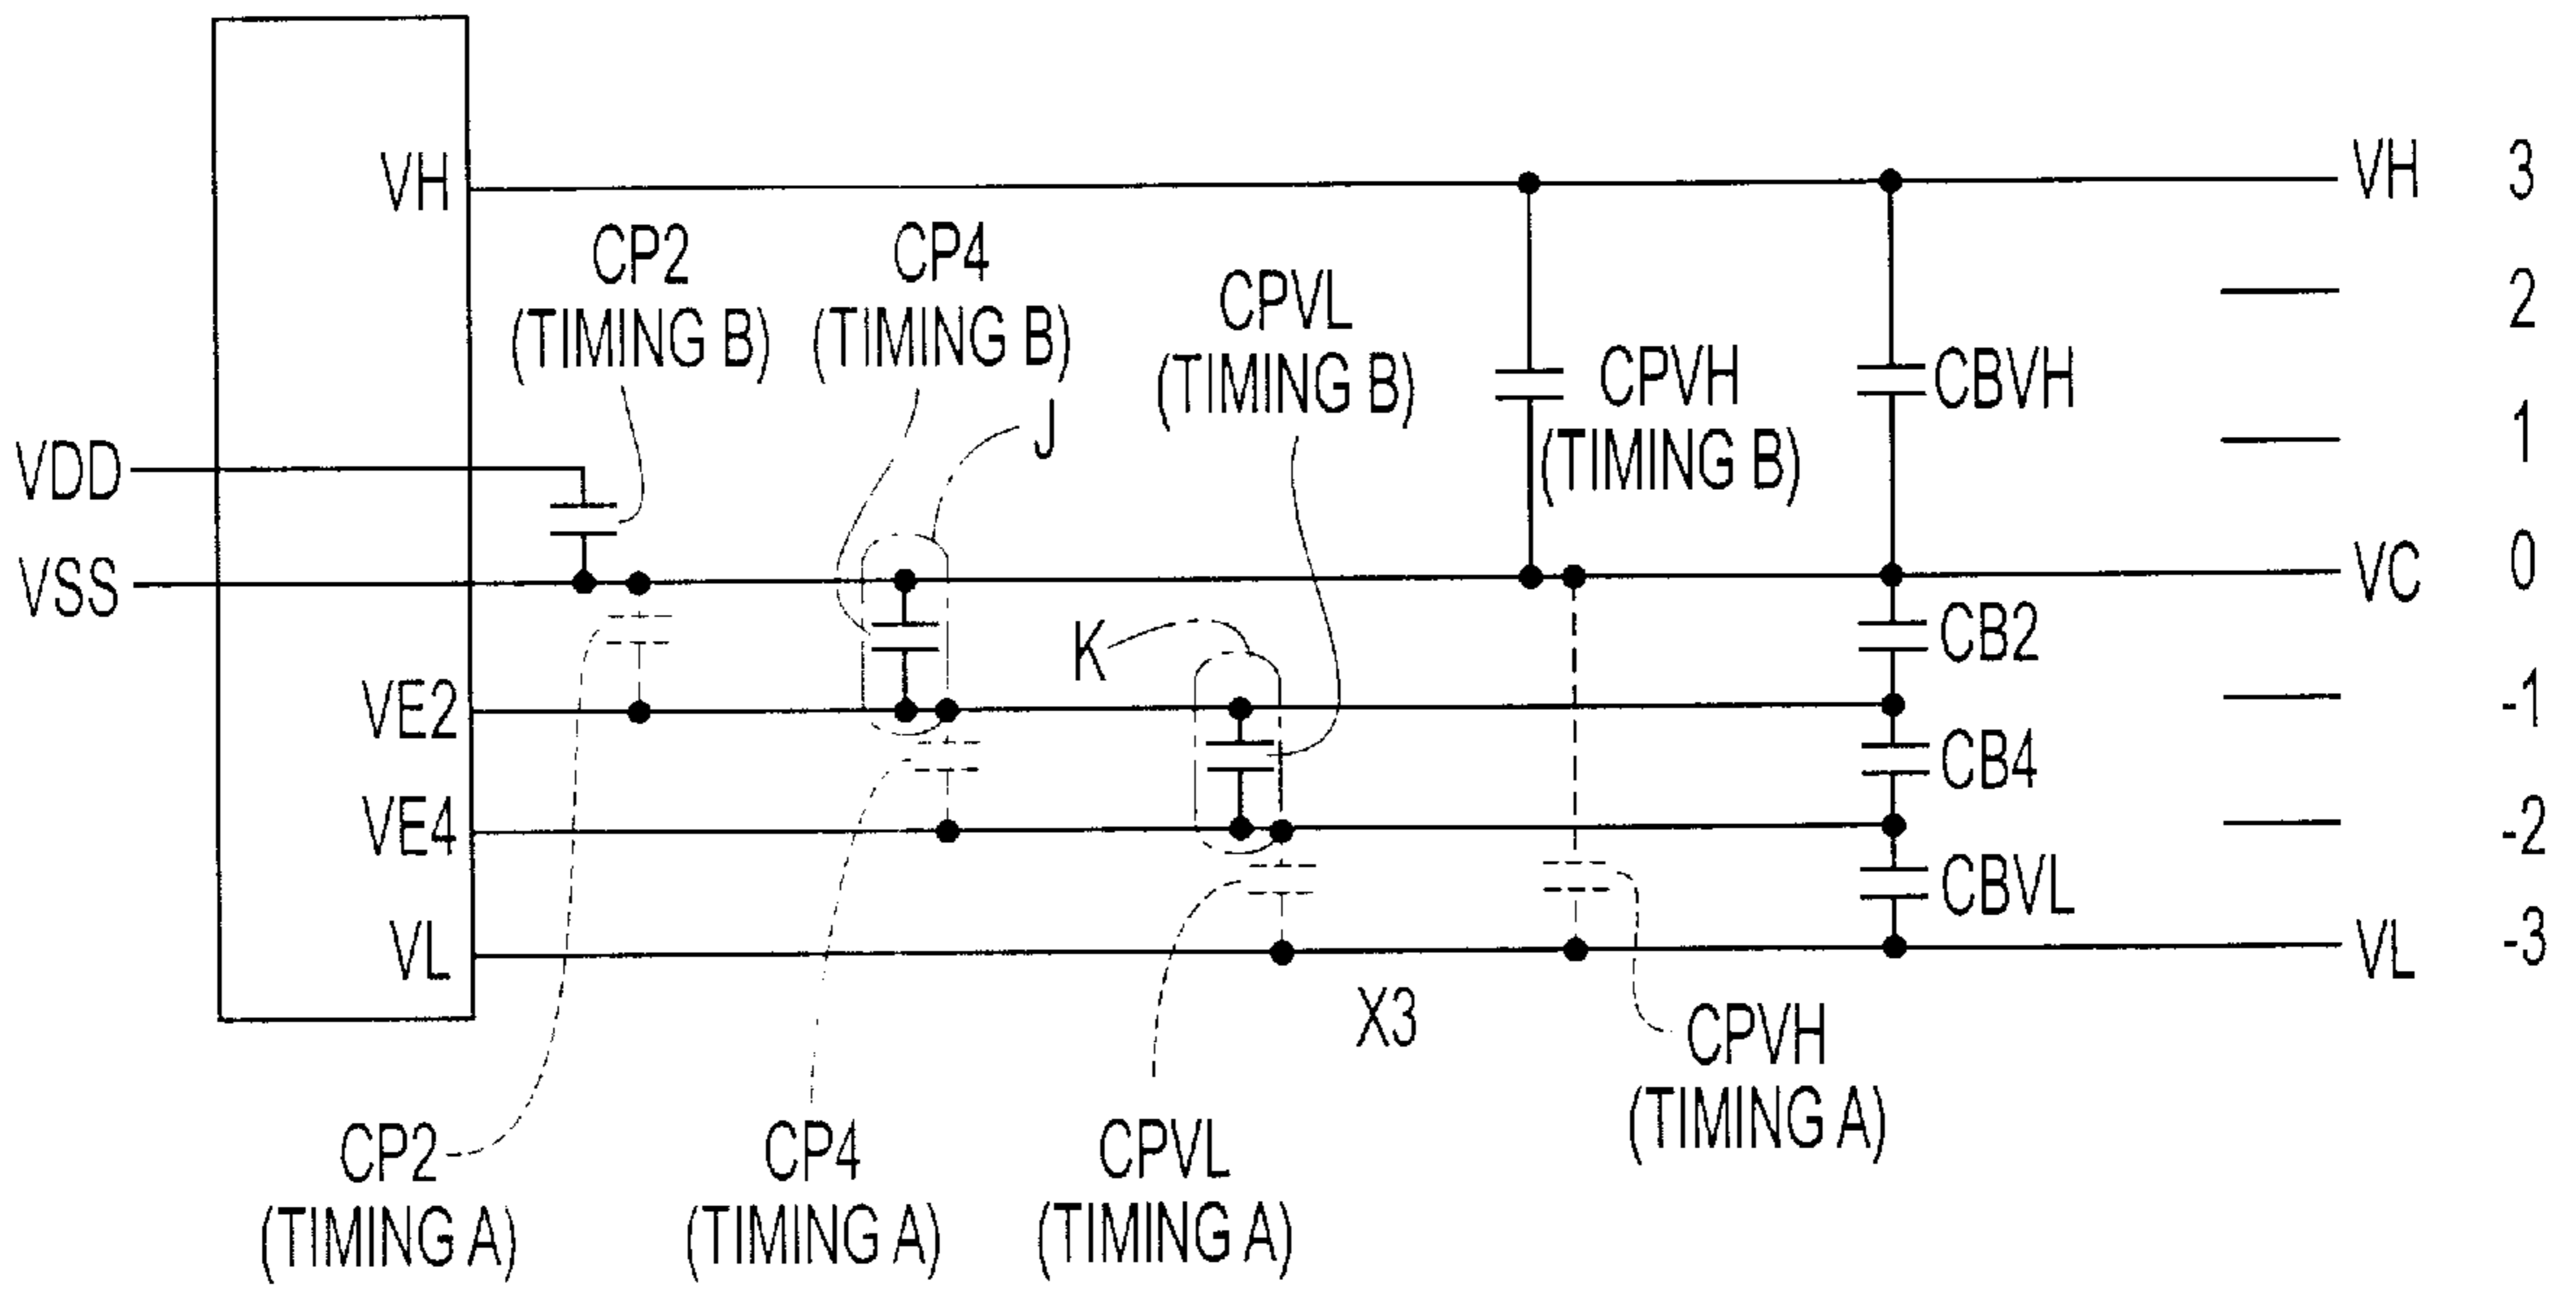 VH
VH 3
CP2
(TIMING B)
CP4
(TIMING B)
CPVL
(TIMING B)
J
CPVH
(TIMING B)
CBVH
2
1
VDD
VSS
VC 0
K
CB2
VE2
-1
CB4
VE4
-2
CBVL
VL
VL -3
X3
CPVH
(TIMING A)
CP2
(TIMING A)
CP4
(TIMING A)
CPVL
(TIMING A)